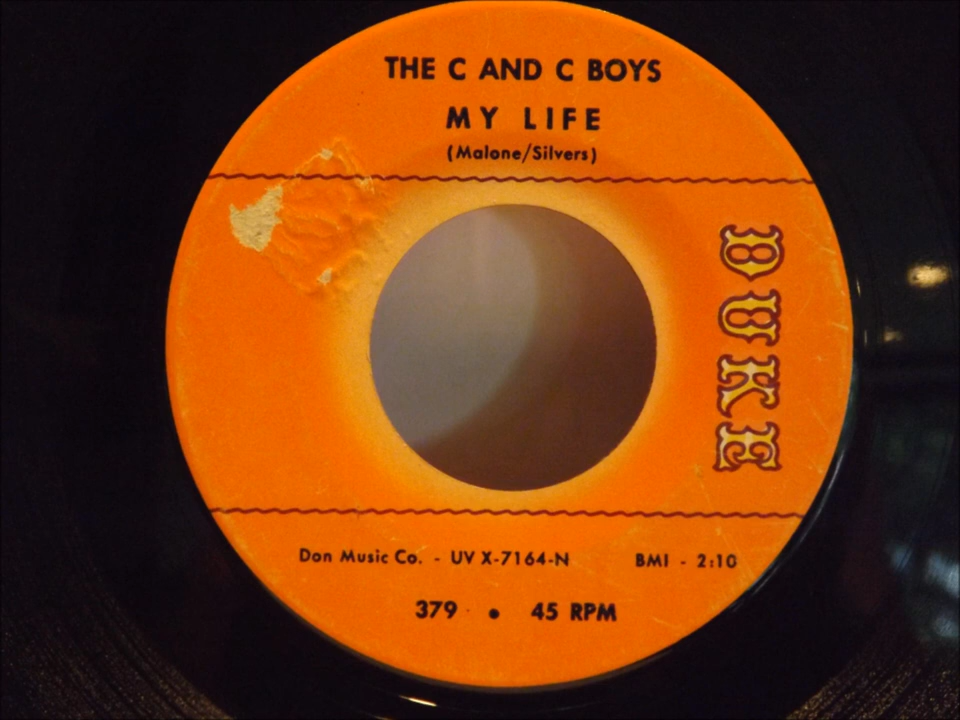 THE C AND C BOYS
MY LIFE
(Malone/Silvers)
DUKE
Don Music Co. - UV X-7164-N BMI - 2:10
379 • 45 RPM